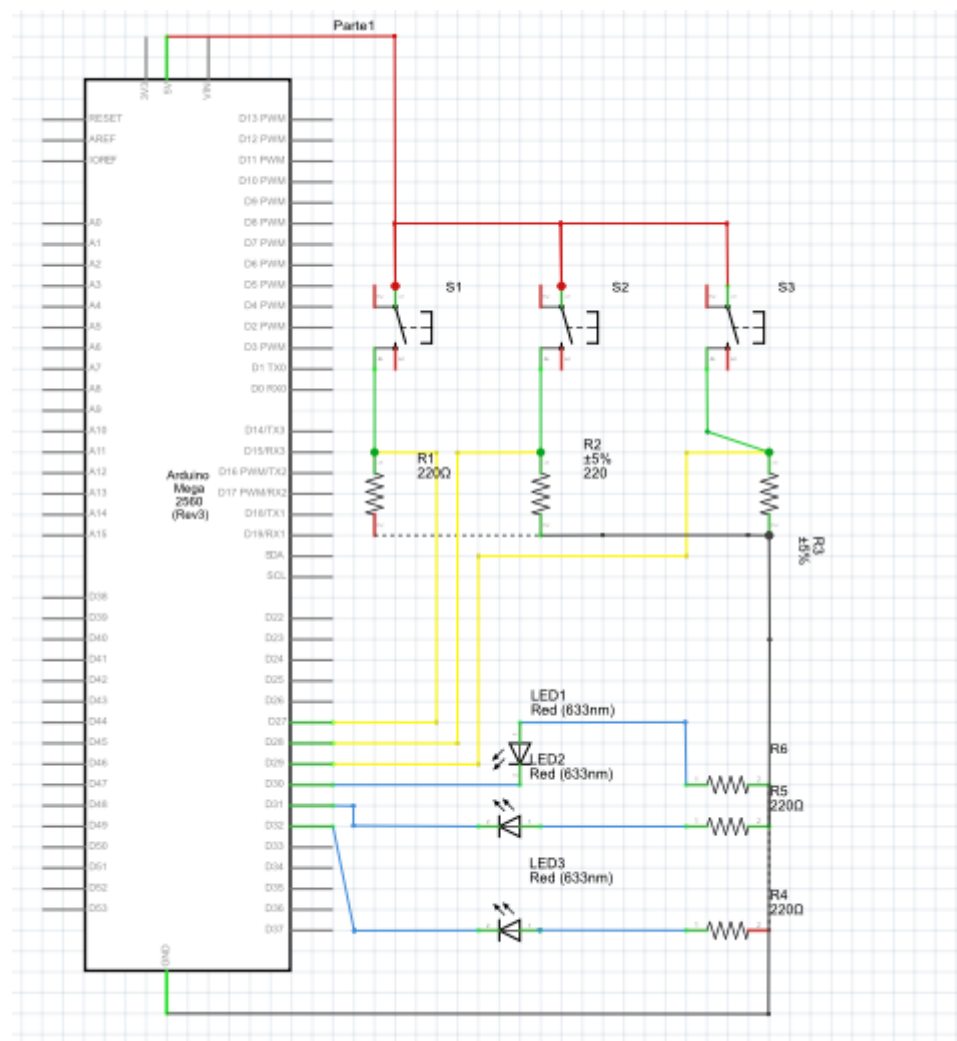 Parte1
3V3
5V
VIN
RESET
AREF
IOREF
A0
A1
A2
A3
A4
A5
A6
A7
A8
A9
A10
A11
A12
A13
A14
A15
D38
D39
D40
D41
D42
D43
D44
D45
D46
D47
D48
D49
D50
D51
D52
D53
Arduino
Mega
2560
(Rev3)
D13 PWM
D12 PWM
D11 PWM
D10 PWM
D9 PWM
D8 PWM
D7 PWM
D6 PWM
D5 PWM
D4 PWM
D2 PWM
D3 PWM
D1 TX0
D0 RX0
D14/TX3
D15/RX3
D16 PWM/TX2
D17 PWM/RX2
D18/TX1
D19/RX1
SDA
SCL
D22
D23
D24
D25
D26
D27
D28
D29
D30
D31
D32
D33
D34
D35
D36
D37
GND
S1
S2
S3
R1
220Ω
R2
±5%
220
R3
±5%
LED1
Red (633nm)
LED2
Red (633nm)
LED3
Red (633nm)
R6
R5
220Ω
R4
220Ω